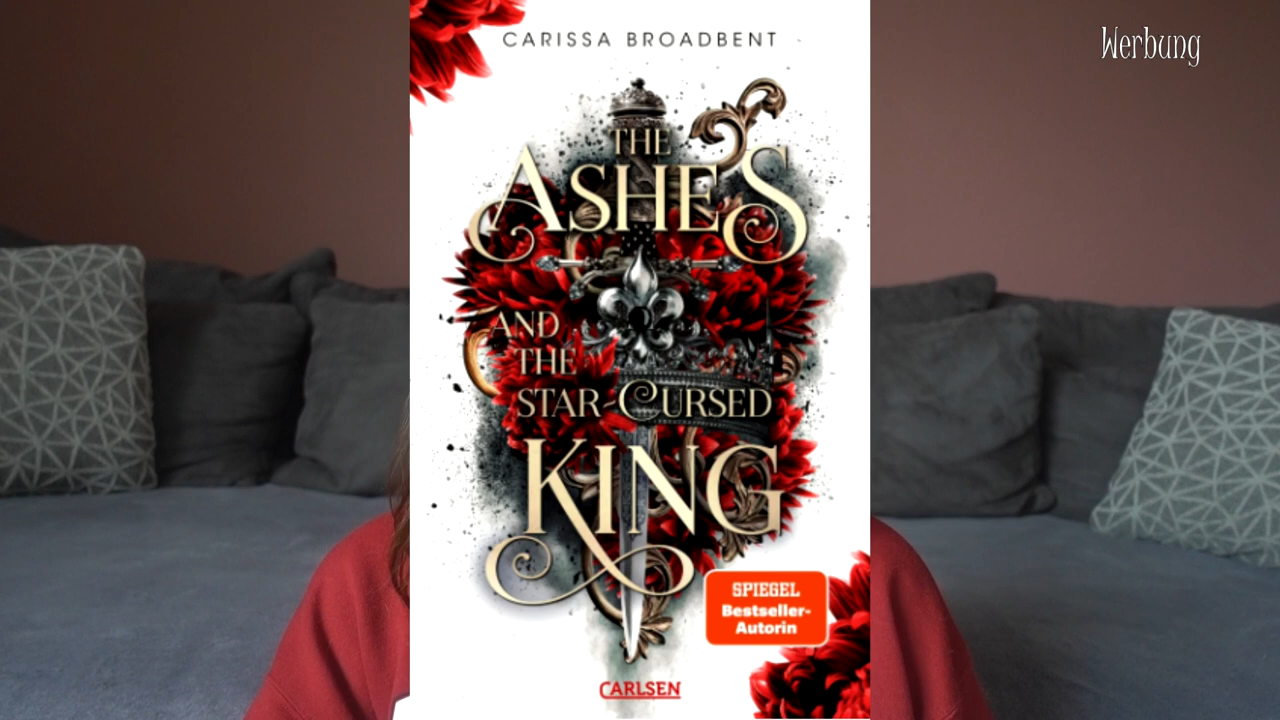 CARISSA BROADBENT
Werbung
THE
ASHES
AND
THE
STAR-CURSED
KING
SPIEGEL
Bestseller-
Autorin
CARLSEN